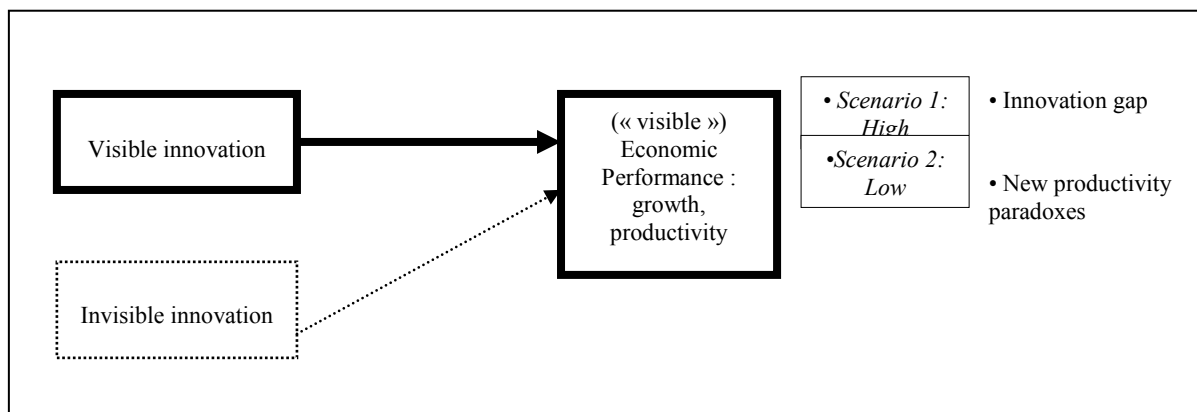 Visible innovation
Invisible innovation
(« visible »)
Economic
Performance :
growth,
productivity
• Scenario 1:
High
•Scenario 2:
Low
• Innovation gap
• New productivity
paradoxes